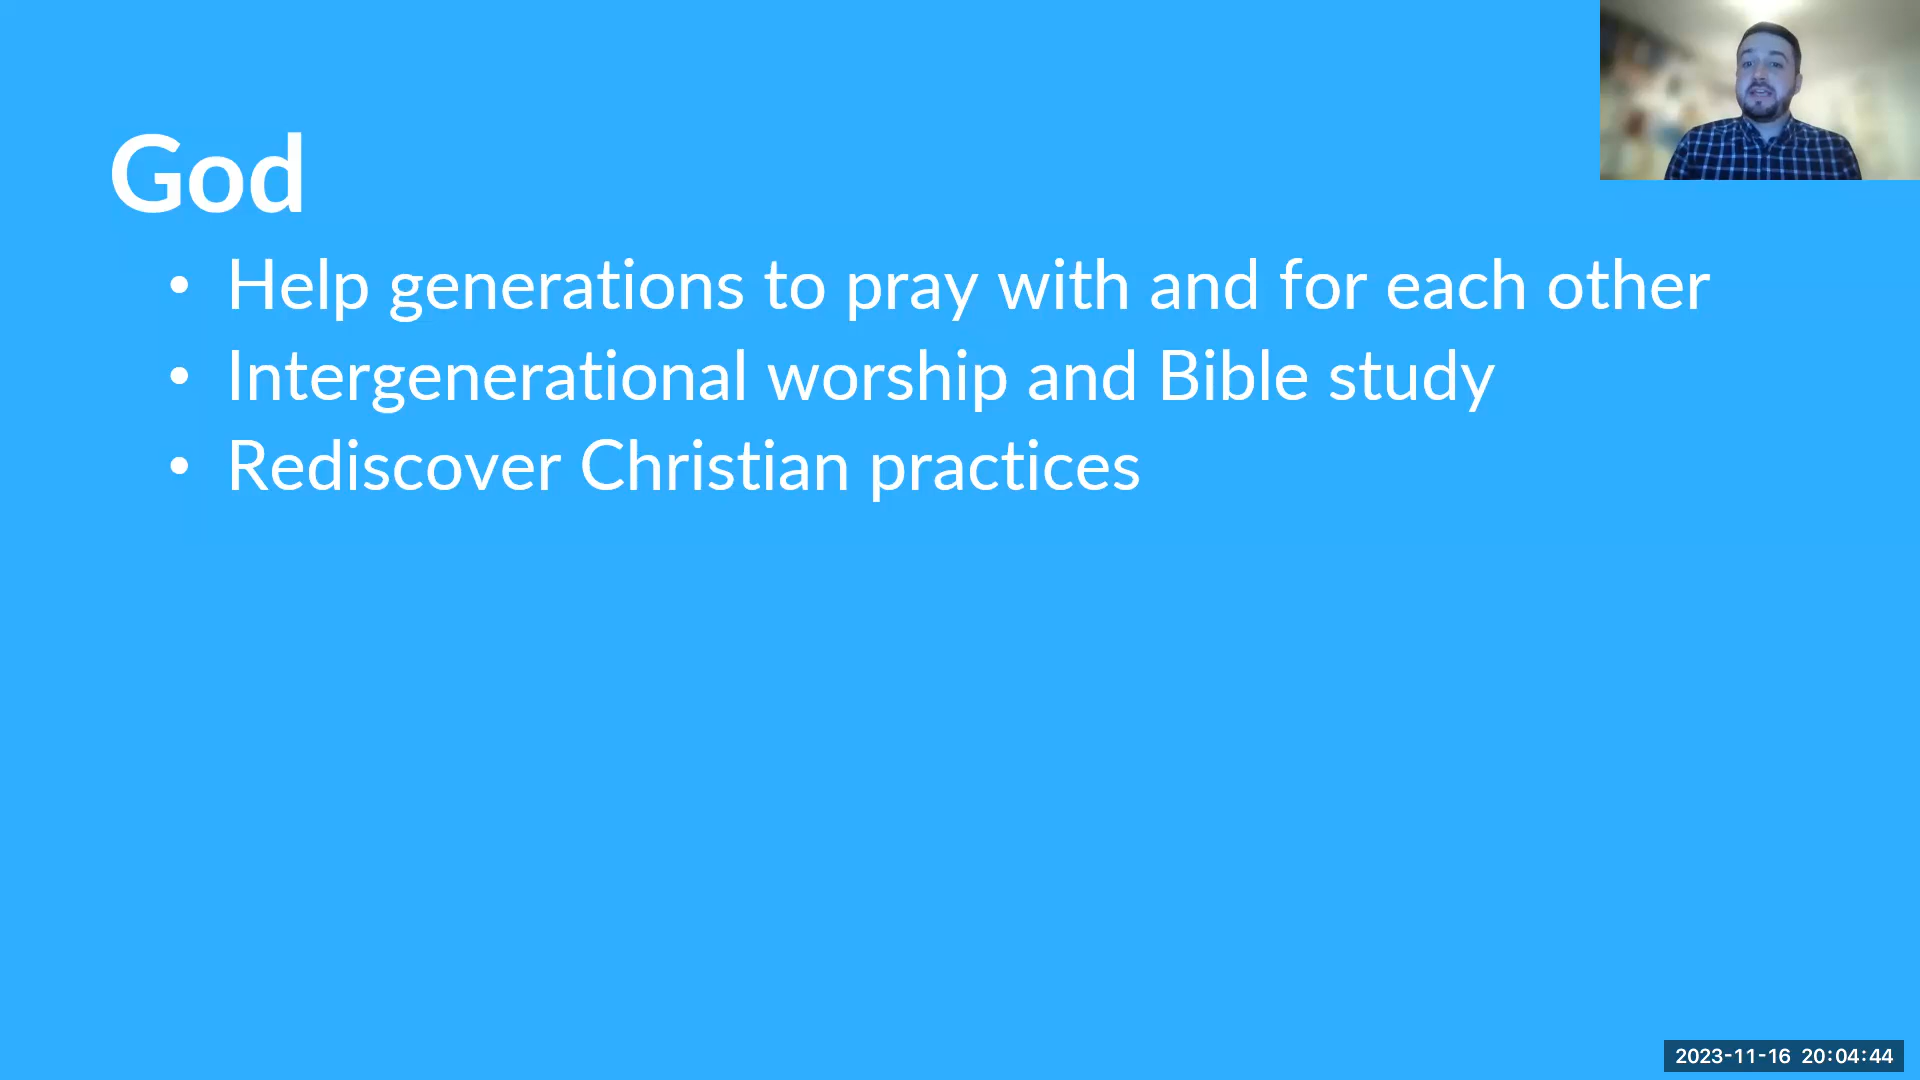 God
• Help generations to pray with and for each other
• Intergenerational worship and Bible study
• Rediscover Christian practices
2023-11-16 20:04:44